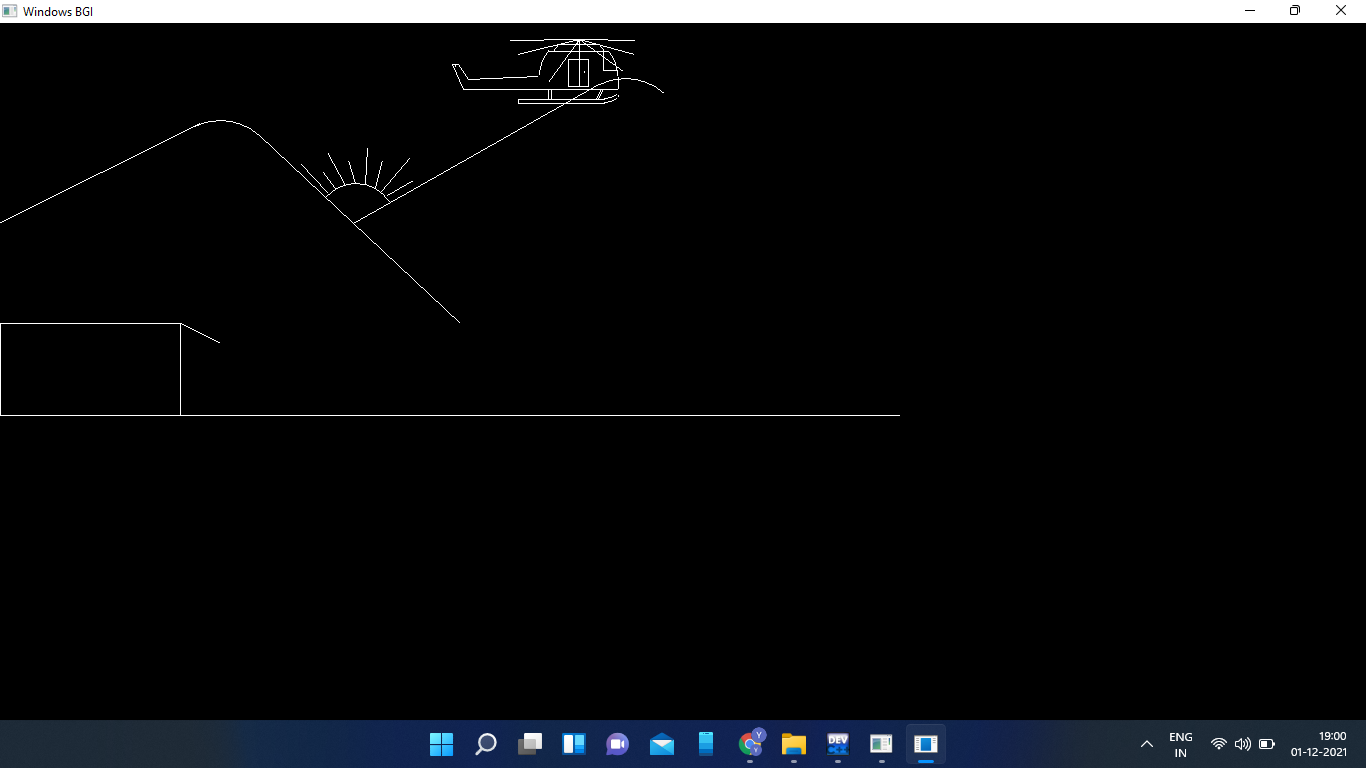 Windows BGI
Y
DEV
ENG
IN
19:00
01-12-2021